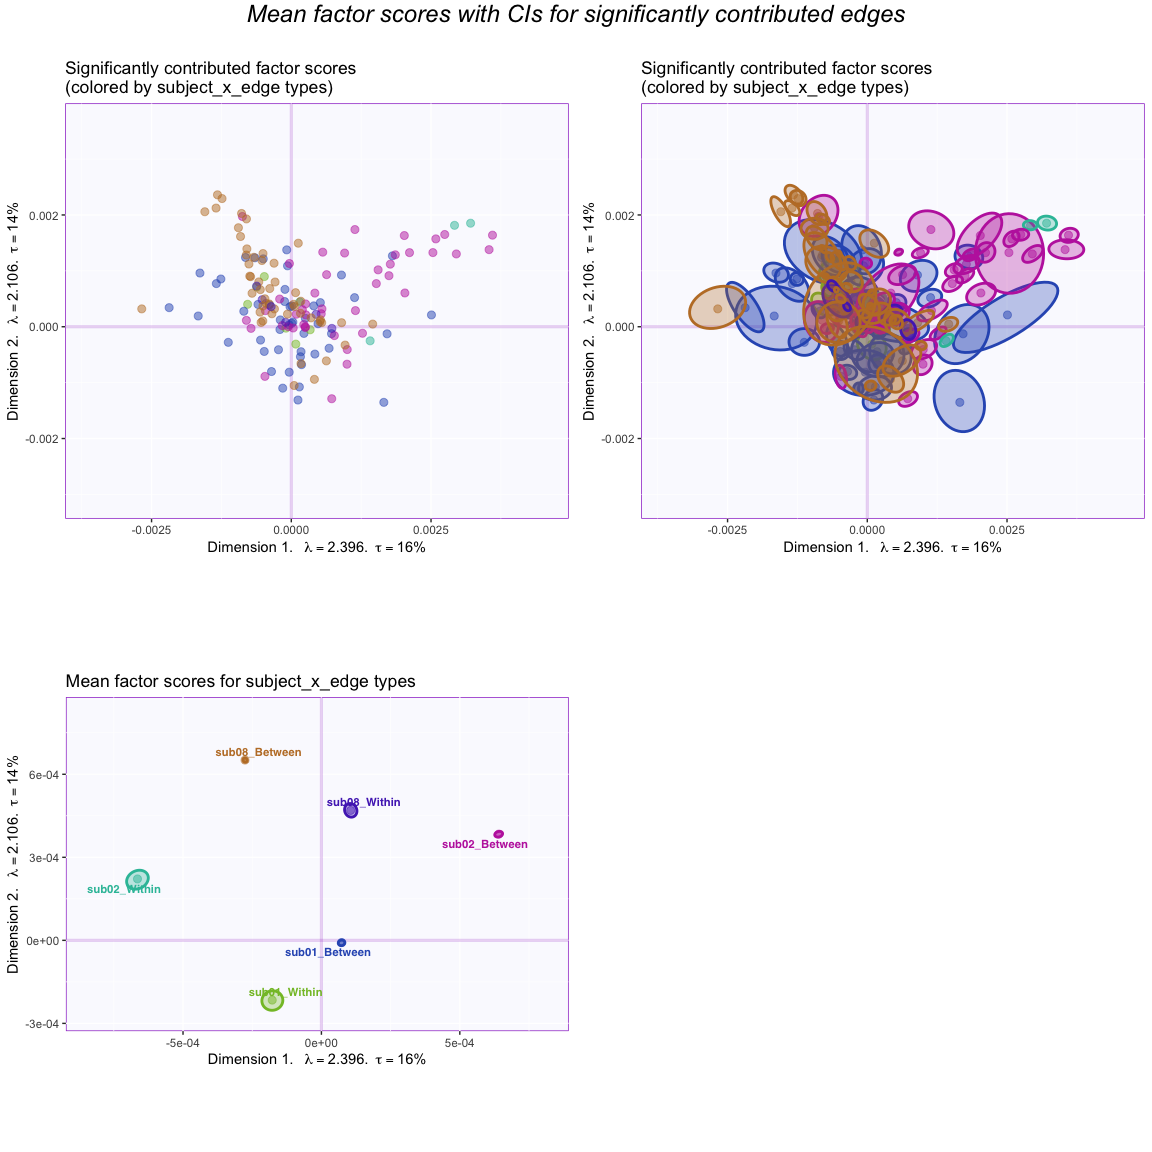 Mean factor scores with CIs for significantly contributed edges
Significantly contributed factor scores
(colored by subject_x_edge types)
Dimension 2. λ = 2.106. τ = 14%
0.002
0.000
-0.002
-0.0025
0.0000
0.0025
Dimension 1. λ = 2.396. τ = 16%
Significantly contributed factor scores
(colored by subject_x_edge types)
Dimension 2. λ = 2.106. τ = 14%
0.002
0.000
-0.002
-0.0025
0.0000
0.0025
Dimension 1. λ = 2.396. τ = 16%
Mean factor scores for subject_x_edge types
Dimension 2. λ = 2.106. τ = 14%
6e-04
3e-04
0e+00
-3e-04
sub08_Between
sub08_Within
sub02_Between
sub02_Within
sub01_Between
sub01_Within
-5e-04
0e+00
5e-04
Dimension 1. λ = 2.396. τ = 16%